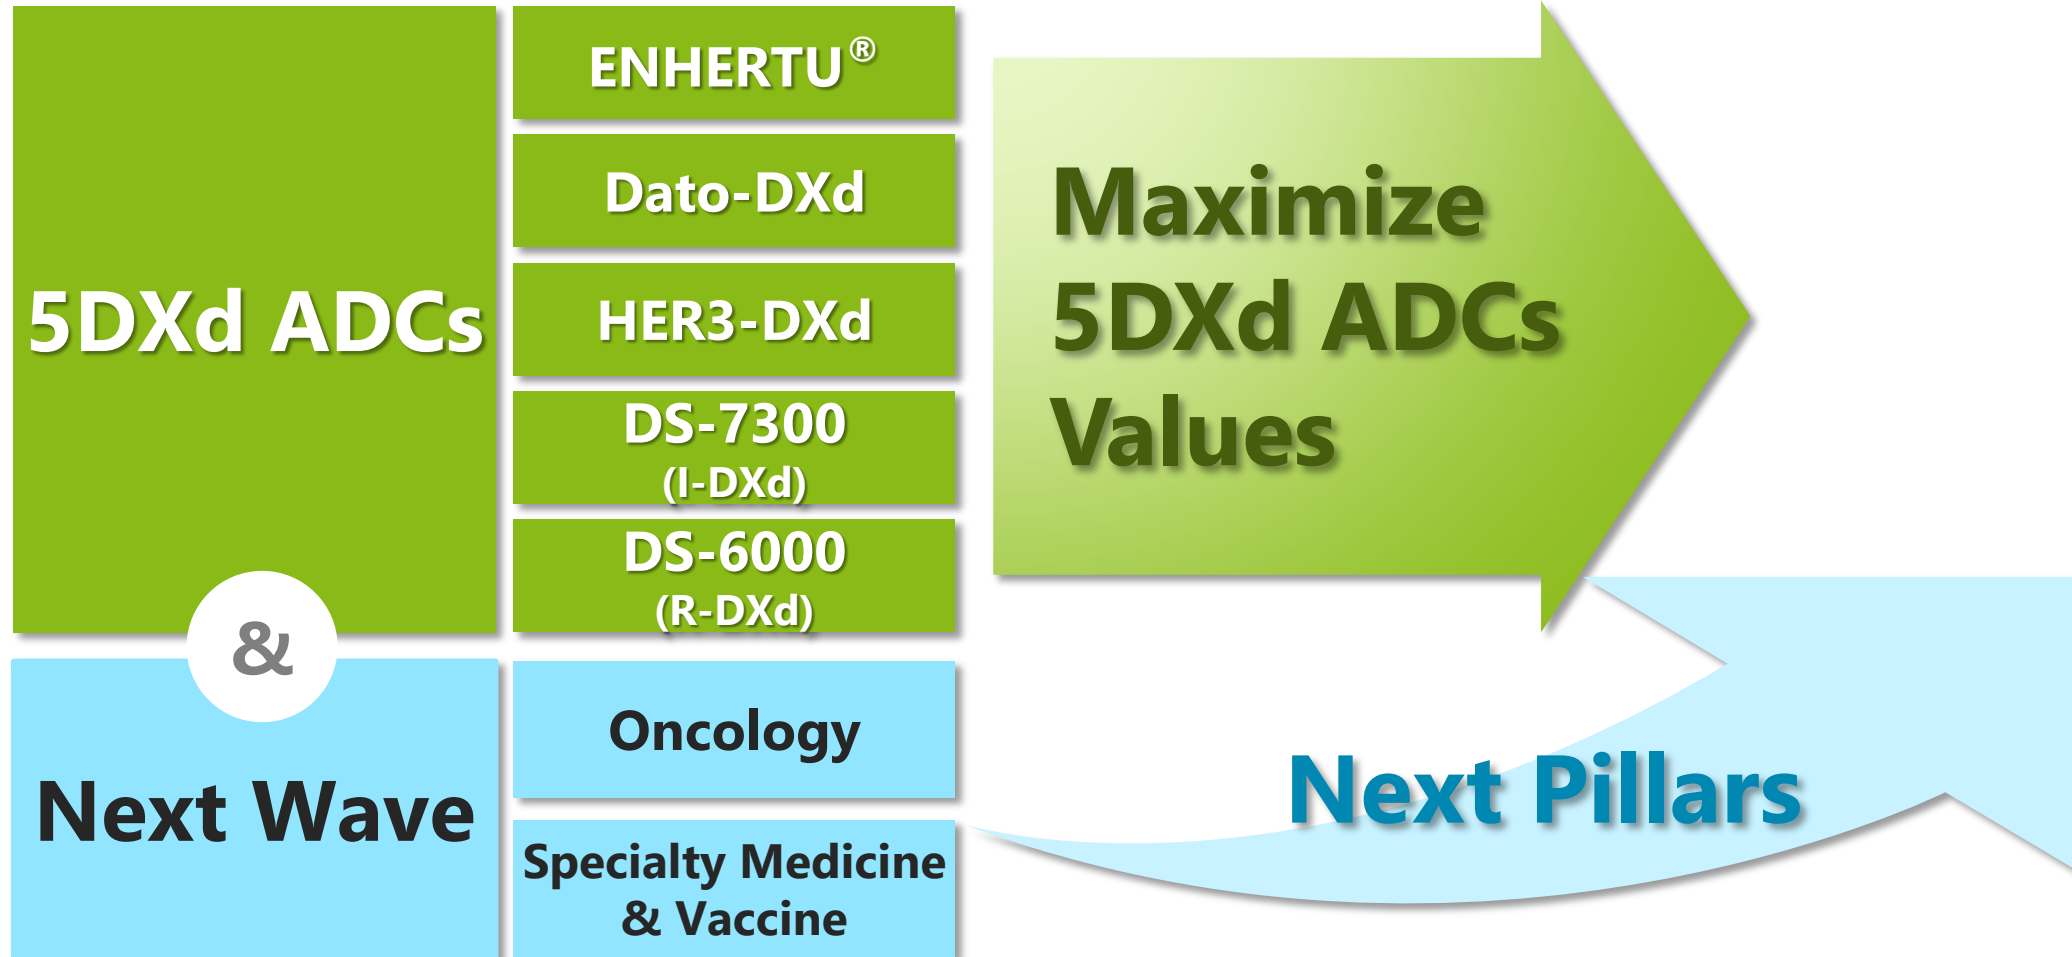 5DXd ADCs
&
Next Wave
ENHERTU®
Dato-DXd
HER3-DXd
DS-7300
(I-DXd)
DS-6000
(R-DXd)
Oncology
Specialty Medicine
& Vaccine
Maximize
5DXd ADCs
Values
Next Pillars